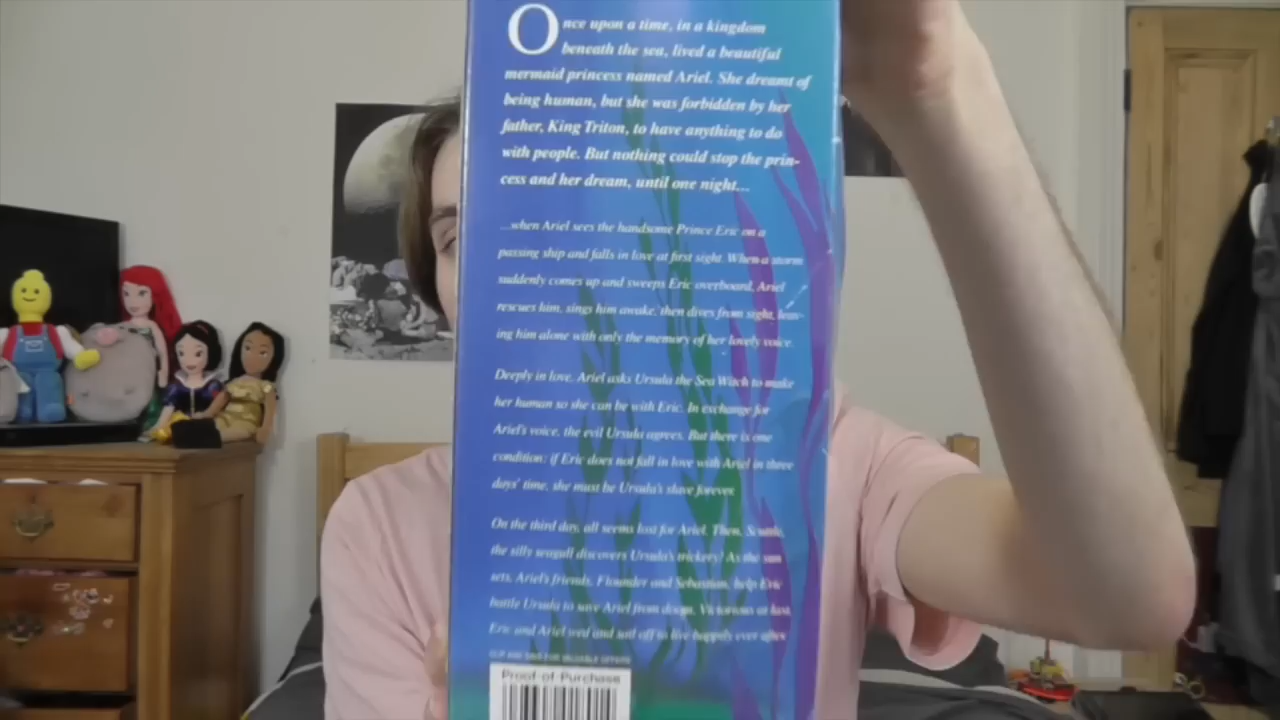 Once upon a time, in a kingdom
beneath the sea, lived a beautiful
mermaid princess named Ariel. She dreamt of
being human, but she was forbidden by her
father, King Triton, to have anything to do
with people. But nothing could stop the prin-
cess and her dream, until one night...
...when Ariel sees the handsome Prince Eric on a
passing ship and falls in love at first sight. When a storm
suddenly comes up and sweeps Eric overboard, Ariel
rescues him, sings him awake, then dives from sight, leav-
ing him alone with only the memory of her lovely voice.
Deeply in love, Ariel asks Ursula the Sea Witch to make
her human so she can be with Eric. In exchange for
Ariel's voice, the evil Ursula agrees. But there is one
condition: if Eric does not fall in love with Ariel in three
days' time, she must be Ursula's slave forever.
On the third day, all seems lost for Ariel. Then, Scuttle,
the silly seagull discovers Ursula's trickery! As the sun
sets, Ariel's friends, Flounder and Sebastian, help Eric
battle Ursula to save Ariel from doom. Victorious at last,
Eric and Ariel wed and sail off to live happily ever after.
CLIP AND SAVE FOR VALUABLE OFFERS
Proof of Purchase